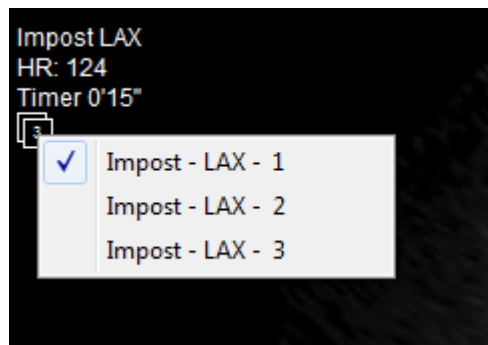 Impost LAX
HR: 124
Timer 0'15"
3
Impost - LAX - 1
Impost - LAX - 2
Impost - LAX - 3